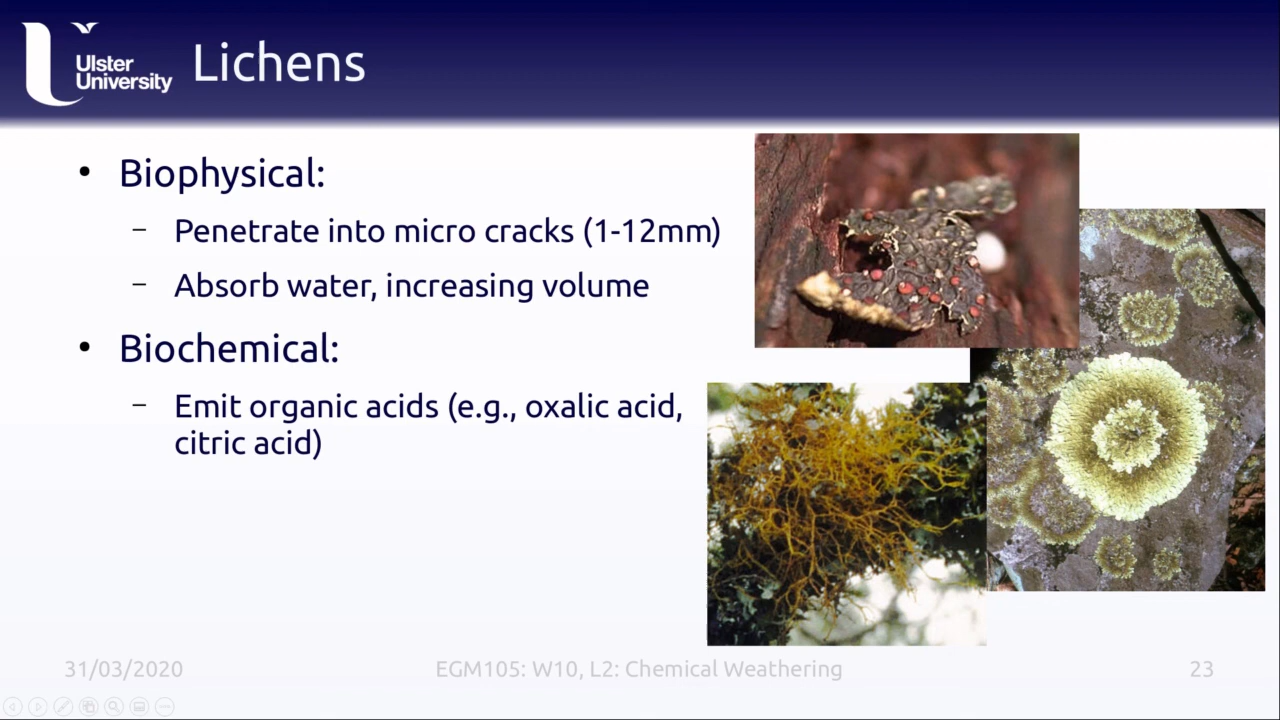 Ulster
University
Lichens
• Biophysical:
– Penetrate into micro cracks (1-12mm)
– Absorb water, increasing volume
• Biochemical:
– Emit organic acids (e.g., oxalic acid,
citric acid)
31/03/2020
EGM105: W10, L2: Chemical Weathering
23